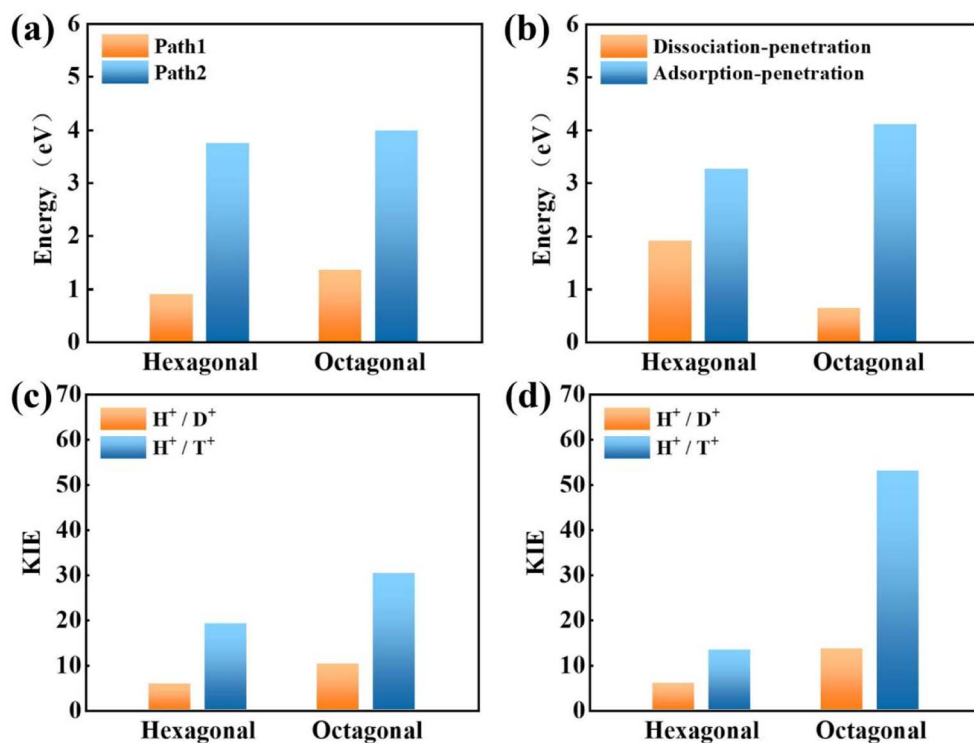 (a)
Path1
Path2
Energy （eV）
6
5
4
3
2
1
0
Hexagonal
Octagonal
(b)
Dissociation-penetration
Adsorption-penetration
Energy （eV）
6
5
4
3
2
1
0
Hexagonal
Octagonal
(c)
H⁺ / D⁺
H⁺ / T⁺
KIE
70
60
50
40
30
20
10
0
Hexagonal
Octagonal
(d)
H⁺ / D⁺
H⁺ / T⁺
KIE
70
60
50
40
30
20
10
0
Hexagonal
Octagonal